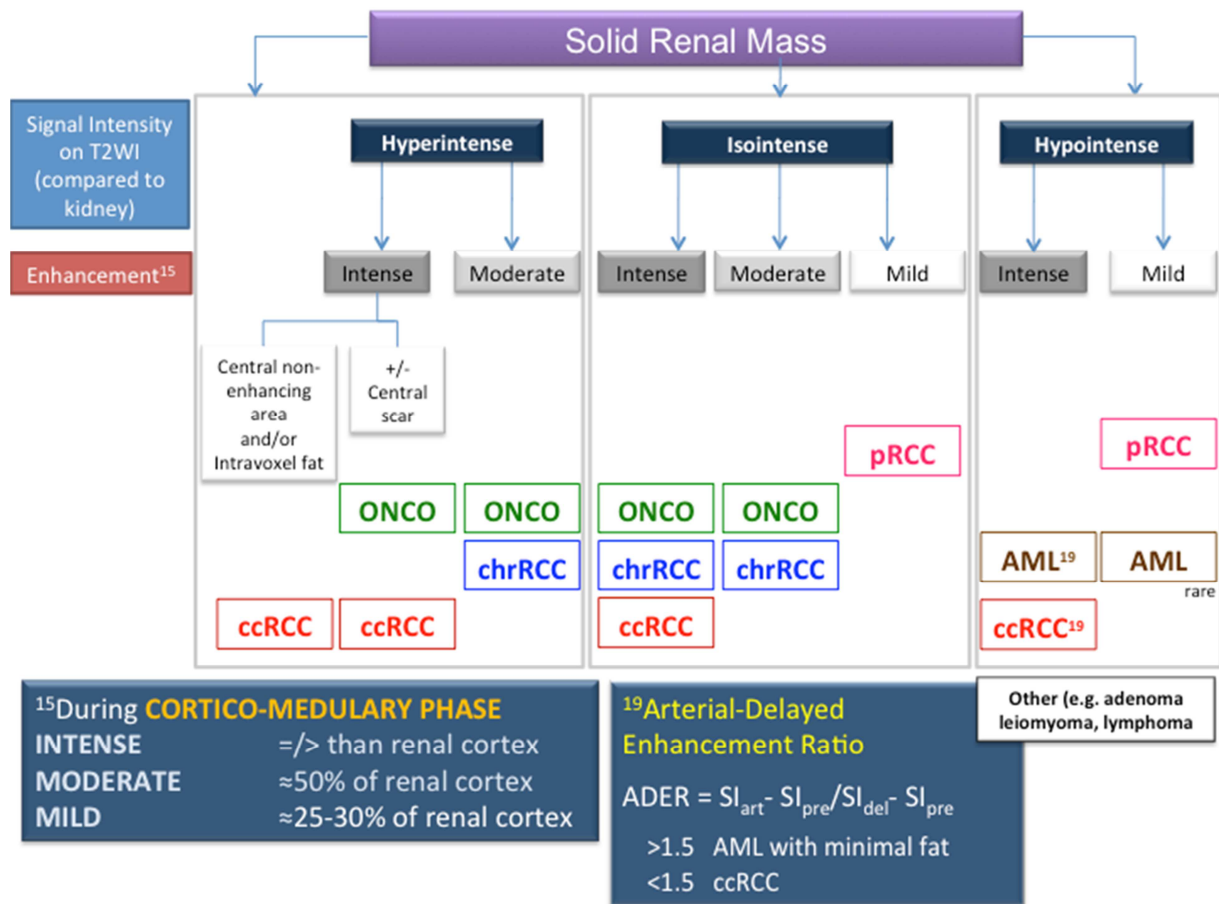 Solid Renal Mass
Signal Intensity
on T2WI
(compared to
kidney)
Hyperintense
Isointense
Hypointense
Enhancement¹⁵
Intense
Moderate
Intense
Moderate
Mild
Intense
Mild
Central non-
enhancing
area
and/or
Intravoxel fat
+/-
Central
scar
pRCC
pRCC
ONCO
ONCO
ONCO
ONCO
chrRCC
chrRCC
chrRCC
AML¹⁹
AML
rare
ccRCC
ccRCC
ccRCC
ccRCC¹⁹
¹⁵During CORTICO-MEDULARY PHASE
INTENSE =/> than renal cortex
MODERATE ≈50% of renal cortex
MILD ≈25-30% of renal cortex
¹⁹Arterial-Delayed
Enhancement Ratio
ADER = SIart- SIpre/SIdel- SIpre
>1.5 AML with minimal fat
<1.5 ccRCC
Other (e.g. adenoma
leiomyoma, lymphoma